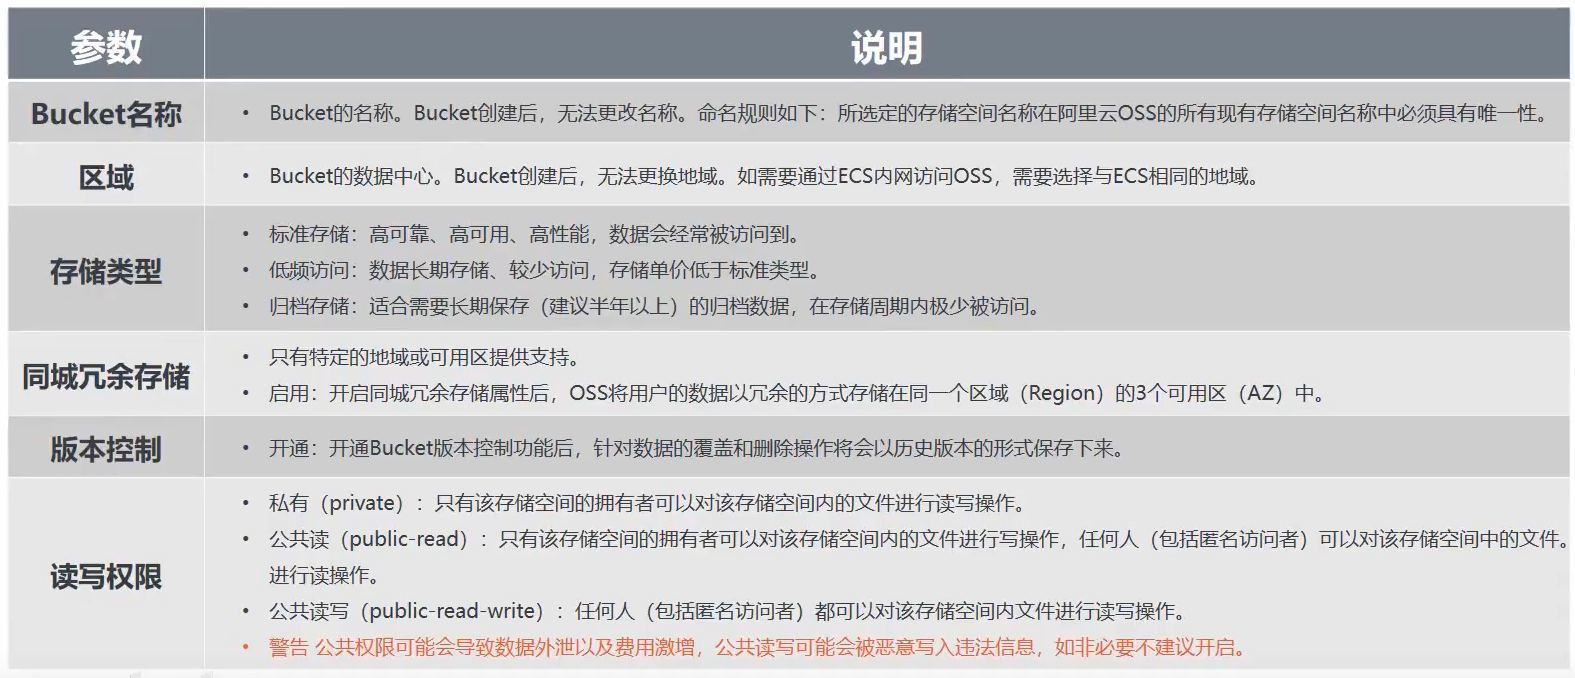 参数 说明
Bucket名称
• Bucket的名称。Bucket创建后，无法更改名称。命名规则如下：所选定的存储空间名称在阿里云OSS的所有现有存储空间名称中必须具有唯一性。
区域
• Bucket的数据中心。Bucket创建后，无法更换地域。如需要通过ECS内网访问OSS，需要选择与ECS相同的地域。
存储类型
• 标准存储：高可靠、高可用、高性能，数据会经常被访问到。
• 低频访问：数据长期存储、较少访问，存储单价低于标准类型。
• 归档存储：适合需要长期保存（建议半年以上）的归档数据，在存储周期内极少被访问。
同城冗余存储
• 只有特定的地域或可用区提供支持。
• 启用：开启同城冗余存储属性后，OSS将用户的数据以冗余的方式存储在同一个区域（Region）的3个可用区（AZ）中。
版本控制
• 开通：开通Bucket版本控制功能后，针对数据的覆盖和删除操作将会以历史版本的形式保存下来。
读写权限
• 私有（private）：只有该存储空间的拥有者可以对该存储空间内的文件进行读写操作。
• 公共读（public-read）：只有该存储空间的拥有者可以对该存储空间内的文件进行写操作，任何人（包括匿名访问者）可以对该存储空间中的文件。
进行读操作。
• 公共读写（public-read-write）：任何人（包括匿名访问者）都可以对该存储空间内文件进行读写操作。
• 警告 公共权限可能会导致数据外泄以及费用激增，公共读写可能会被恶意写入违法信息，如非必要不建议开启。